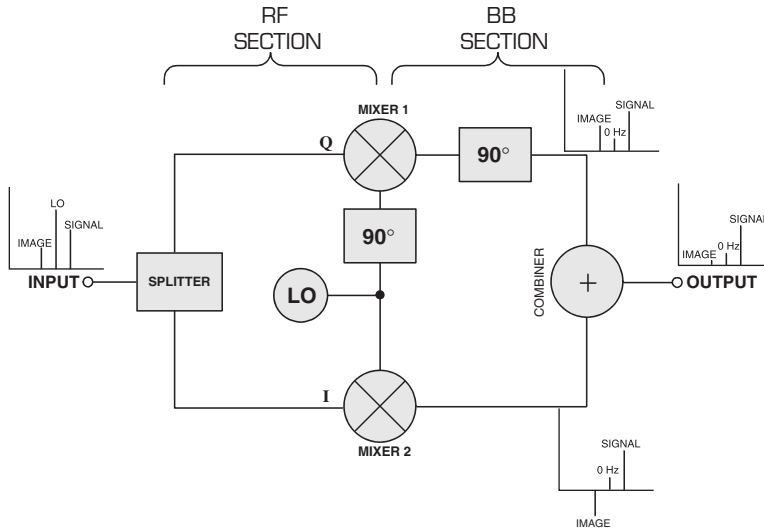 RF
SECTION
BB
SECTION
MIXER 1
SIGNAL
IMAGE
0 Hz
Q
90°
LO
SIGNAL
IMAGE
90°
SIGNAL
0 Hz
IMAGE
INPUT
SPLITTER
LO
COMBINER
+
OUTPUT
I
MIXER 2
SIGNAL
0 Hz
IMAGE